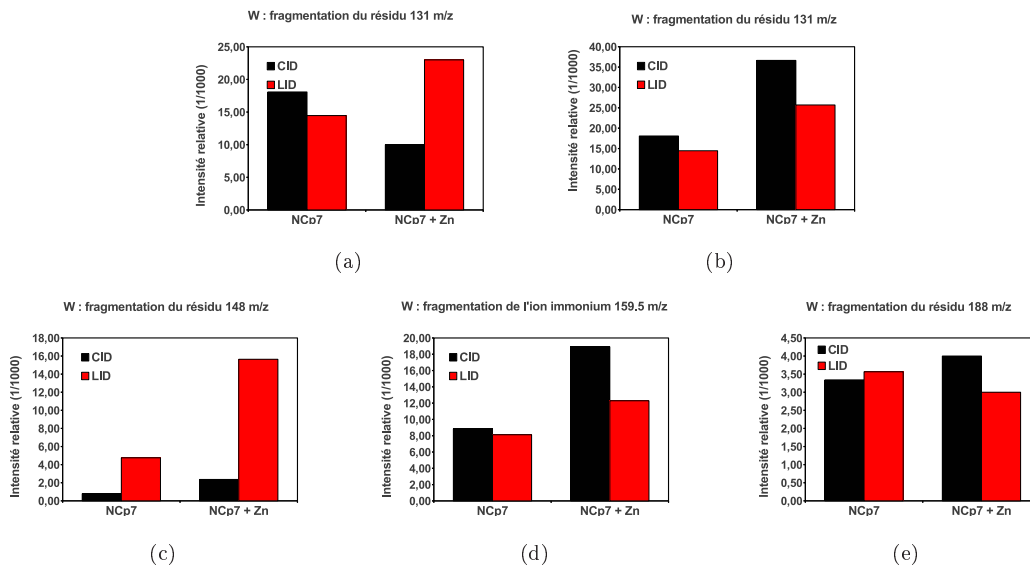 W : fragmentation du résidu 131 m/z
Intensité relative (1/1000)
25,00
20,00
15,00
10,00
5,00
0,00
CID
LID
NCp7
NCp7 + Zn
(a)
W : fragmentation du résidu 131 m/z
Intensité relative (1/1000)
40,00
35,00
30,00
25,00
20,00
15,00
10,00
5,00
0,00
CID
LID
NCp7
NCp7 + Zn
(b)
W : fragmentation du résidu 148 m/z
Intensité relative (1/1000)
18,00
16,00
14,00
12,00
10,00
8,00
6,00
4,00
2,00
0,00
CID
LID
NCp7
NCp7 + Zn
(c)
W : fragmentation de l'ion immonium 159.5 m/z
Intensité relative (1/1000)
20,00
18,00
16,00
14,00
12,00
10,00
8,00
6,00
4,00
2,00
0,00
CID
LID
NCp7
NCp7 + Zn
(d)
W : fragmentation du résidu 188 m/z
Intensité relative (1/1000)
4,50
4,00
3,50
3,00
2,50
2,00
1,50
1,00
0,50
0,00
CID
LID
NCp7
NCp7 + Zn
(e)